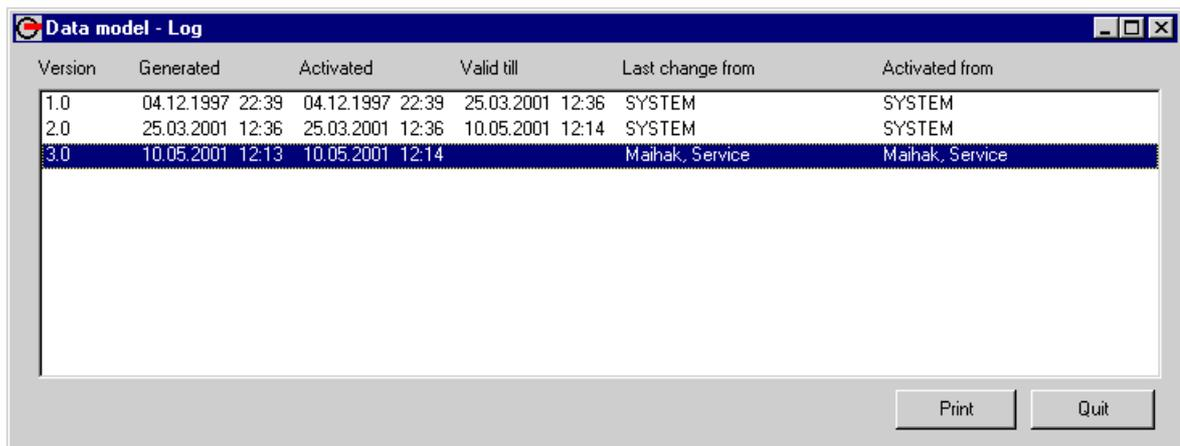 Data model - Log
Version Generated Activated Valid till Last change from Activated from
1.0 04.12.1997 22:39 04.12.1997 22:39 25.03.2001 12:36 SYSTEM SYSTEM
2.0 25.03.2001 12:36 25.03.2001 12:36 10.05.2001 12:14 SYSTEM SYSTEM
3.0 10.05.2001 12:13 10.05.2001 12:14 Maihak, Service Maihak, Service
Print Quit